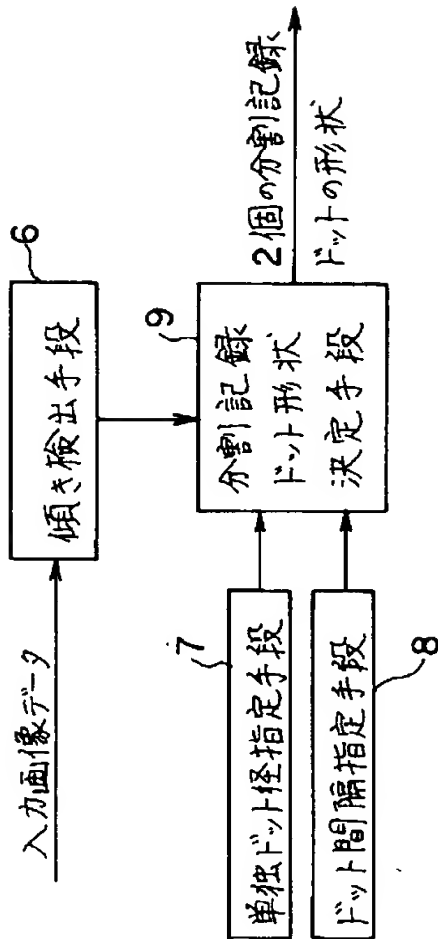 入力画像データ
6
傾き検出手段
7
単独ドット径指定手段
8
ドット間隔指定手段
9
分割記録
ドット形状
決定手段
2個の分割記録
ドットの形状